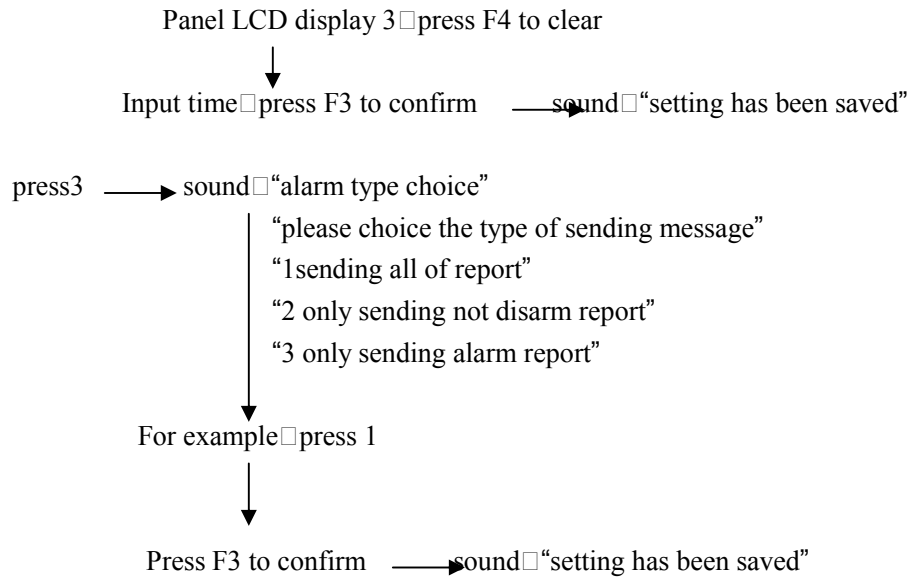 Panel LCD display 3□press F4 to clear
Input time□press F3 to confirm sound□“setting has been saved”
press3 sound□“alarm type choice”
“please choice the type of sending message”
“1sending all of report”
“2 only sending not disarm report”
“3 only sending alarm report”
For example□press 1
Press F3 to confirm sound□“setting has been saved”